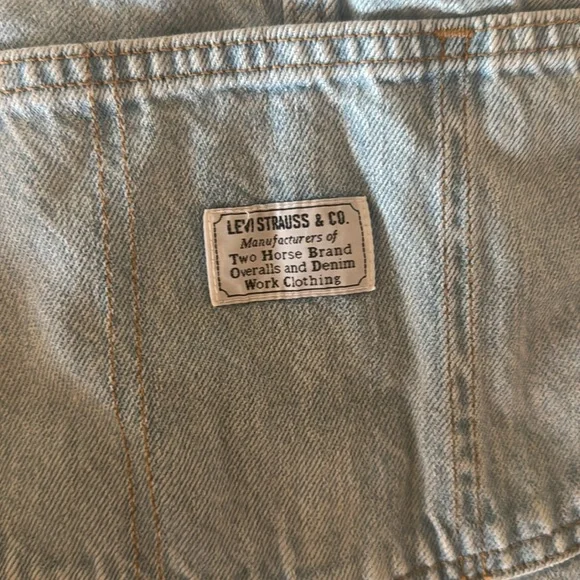 LEVI STRAUSS & CO.
Manufacturers of
Two Horse Brand
Overalls and Denim
Work Clothing